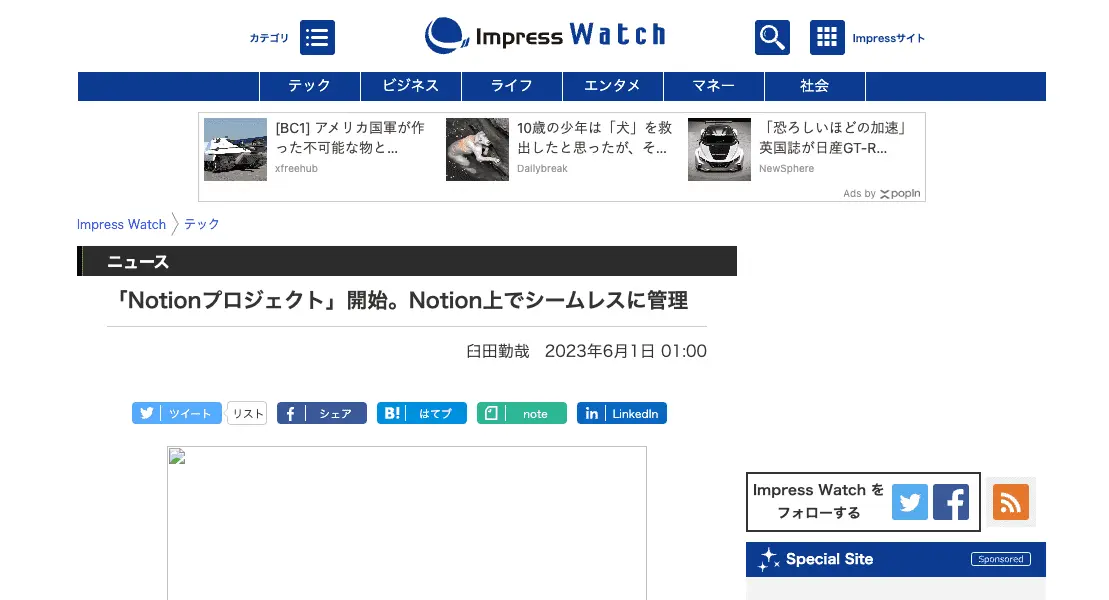 カテゴリ
Impress Watch
Impressサイト
テック
ビジネス
ライフ
エンタメ
マネー
社会
[BC1] アメリカ国軍が作
った不可能な物と...
xfreehub
10歳の少年は「犬」を救
出したと思ったが、そ...
Dailybreak
「恐ろしいほどの加速」
英国誌が日産GT-R...
NewSphere
Ads by popIn
Impress Watch
テック
ニュース
「Notionプロジェクト」開始。Notion上でシームレスに管理
臼田勤哉 2023年6月1日 01:00
ツイート
リスト
シェア
B! はてブ
note
in LinkedIn
Impress Watch を
フォローする
Special Site
Sponsored